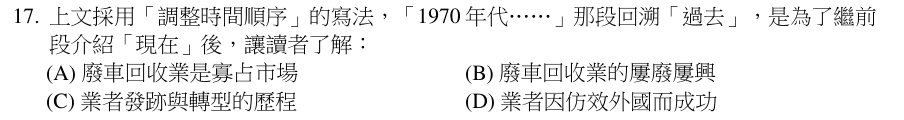 17. 上文採用「調整時間順序」的寫法，「1970 年代……」那段回溯「過去」，是為了繼前
段介紹「現在」後，讓讀者了解：
(A) 廢車回收業是寡占市場 (B) 廢車回收業的屢廢屢興
(C) 業者發跡與轉型的歷程 (D) 業者因仿效外國而成功